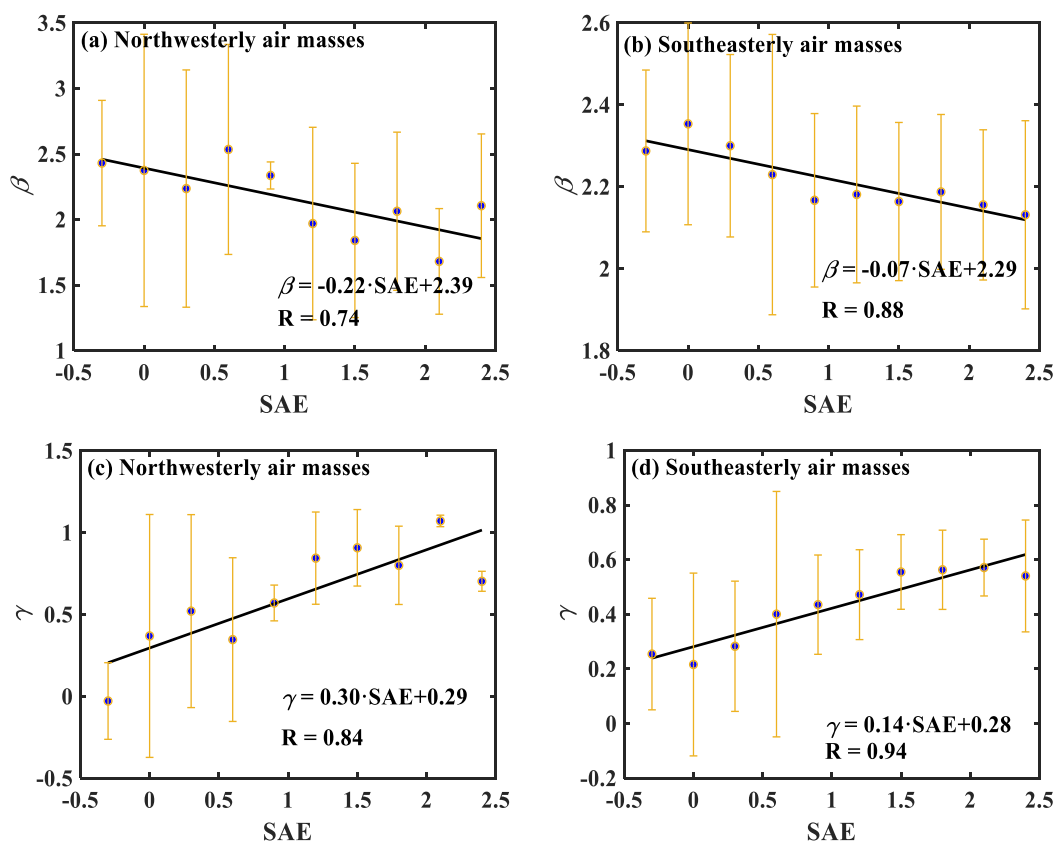 (a) Northwesterly air masses
3.5
3
2.5
2
1.5
1
β
β = -0.22·SAE+2.39
R = 0.74
-0.5 0 0.5 1 1.5 2 2.5
SAE
(b) Southeasterly air masses
2.6
2.4
2.2
2
1.8
β
β = -0.07·SAE+2.29
R = 0.88
-0.5 0 0.5 1 1.5 2 2.5
SAE
(c) Northwesterly air masses
1.5
1
0.5
0
-0.5
γ
γ = 0.30·SAE+0.29
R = 0.84
-0.5 0 0.5 1 1.5 2 2.5
SAE
(d) Southeasterly air masses
1
0.8
0.6
0.4
0.2
0
-0.2
γ
γ = 0.14·SAE+0.28
R = 0.94
-0.5 0 0.5 1 1.5 2 2.5
SAE